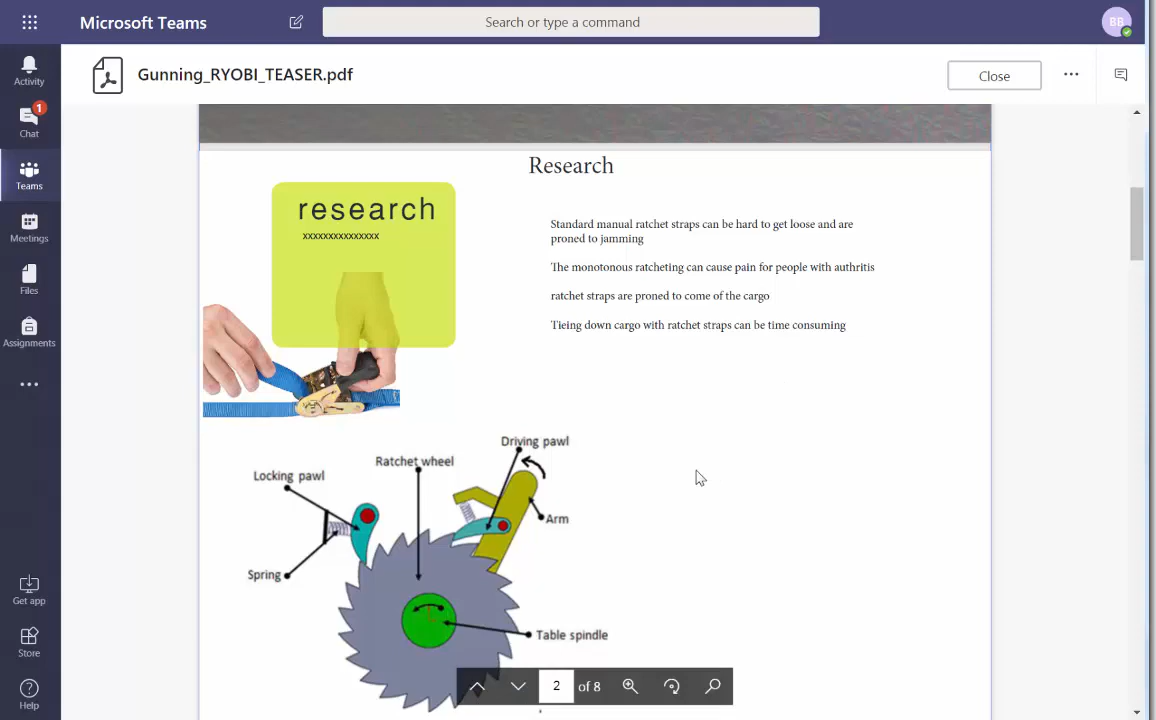 Microsoft Teams
Search or type a command
BB
Activity
1
Chat
Teams
Meetings
Files
Assignments
Get app
Store
Help
Gunning_RYOBI_TEASER.pdf
Close
Research
research
xxxxxxxxxxxxxxx
Standard manual ratchet straps can be hard to get loose and are
proned to jamming
The monotonous ratcheting can cause pain for people with authritis
ratchet straps are proned to come of the cargo
Tieing down cargo with ratchet straps can be time consuming
Driving pawl
Ratchet wheel
Locking pawl
Arm
Spring
Table spindle
2 of 8